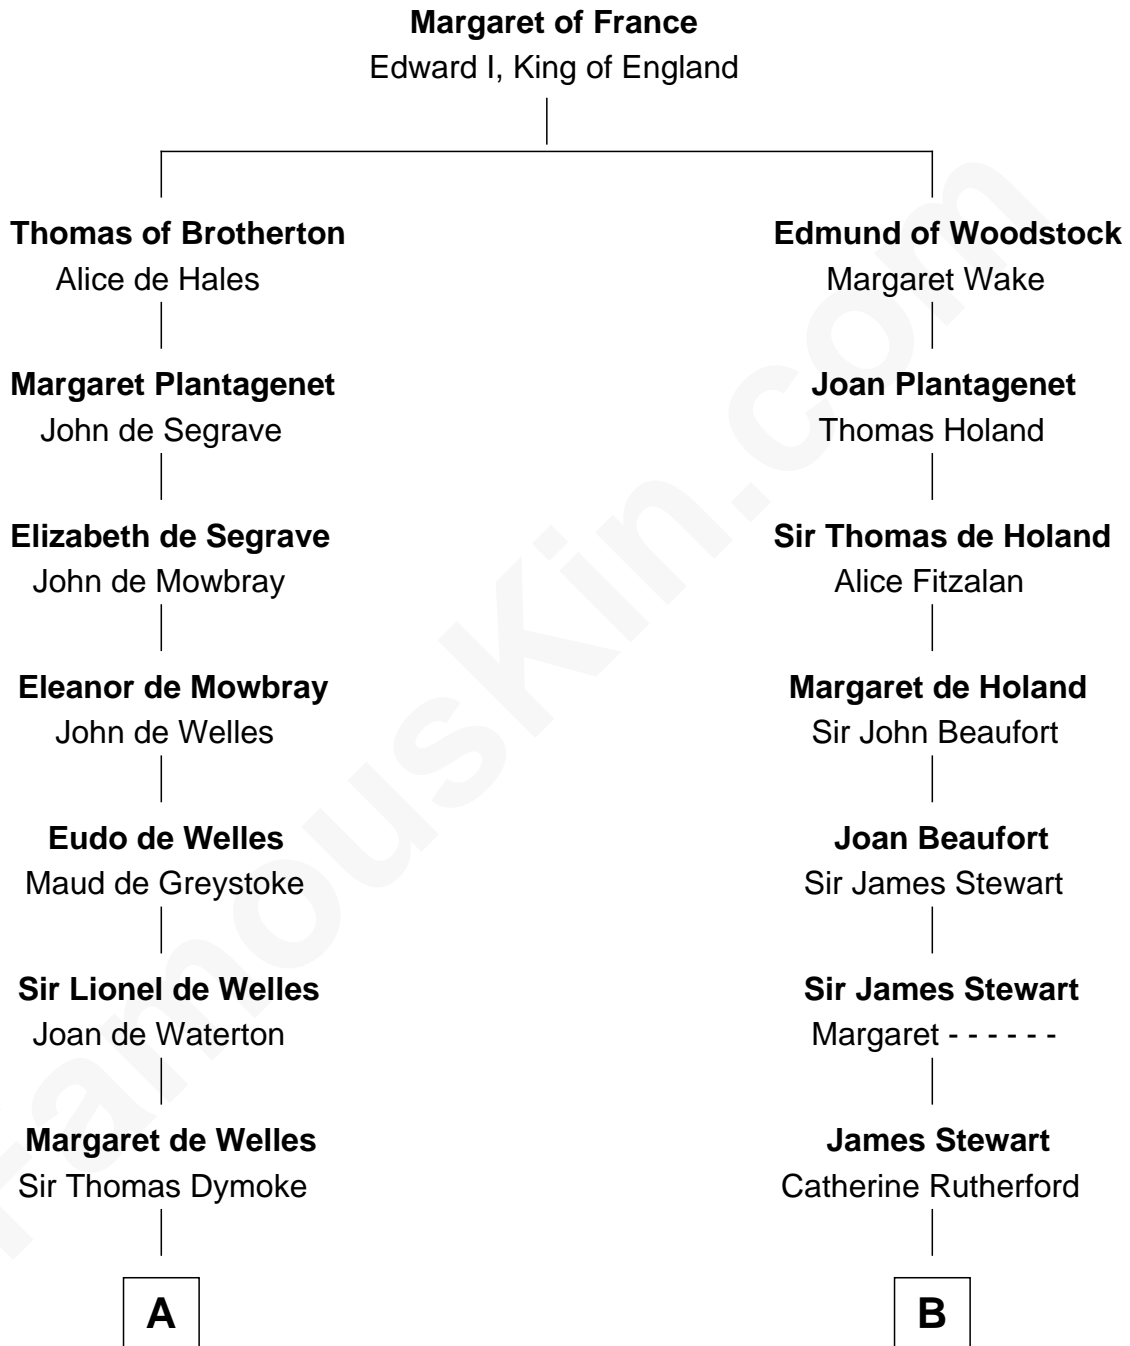 Margaret of France
Edward I, King of England
Thomas of Brotherton
Alice de Hales
Edmund of Woodstock
Margaret Wake
Margaret Plantagenet
John de Segrave
Joan Plantagenet
Thomas Holand
Elizabeth de Segrave
John de Mowbray
Sir Thomas de Holand
Alice Fitzalan
Eleanor de Mowbray
John de Welles
Margaret de Holand
Sir John Beaufort
Eudo de Welles
Maud de Greystoke
Joan Beaufort
Sir James Stewart
Sir Lionel de Welles
Joan de Waterton
Sir James Stewart
Margaret - - - - - -
Margaret de Welles
Sir Thomas Dymoke
James Stewart
Catherine Rutherford
A
B
FamousKin.com